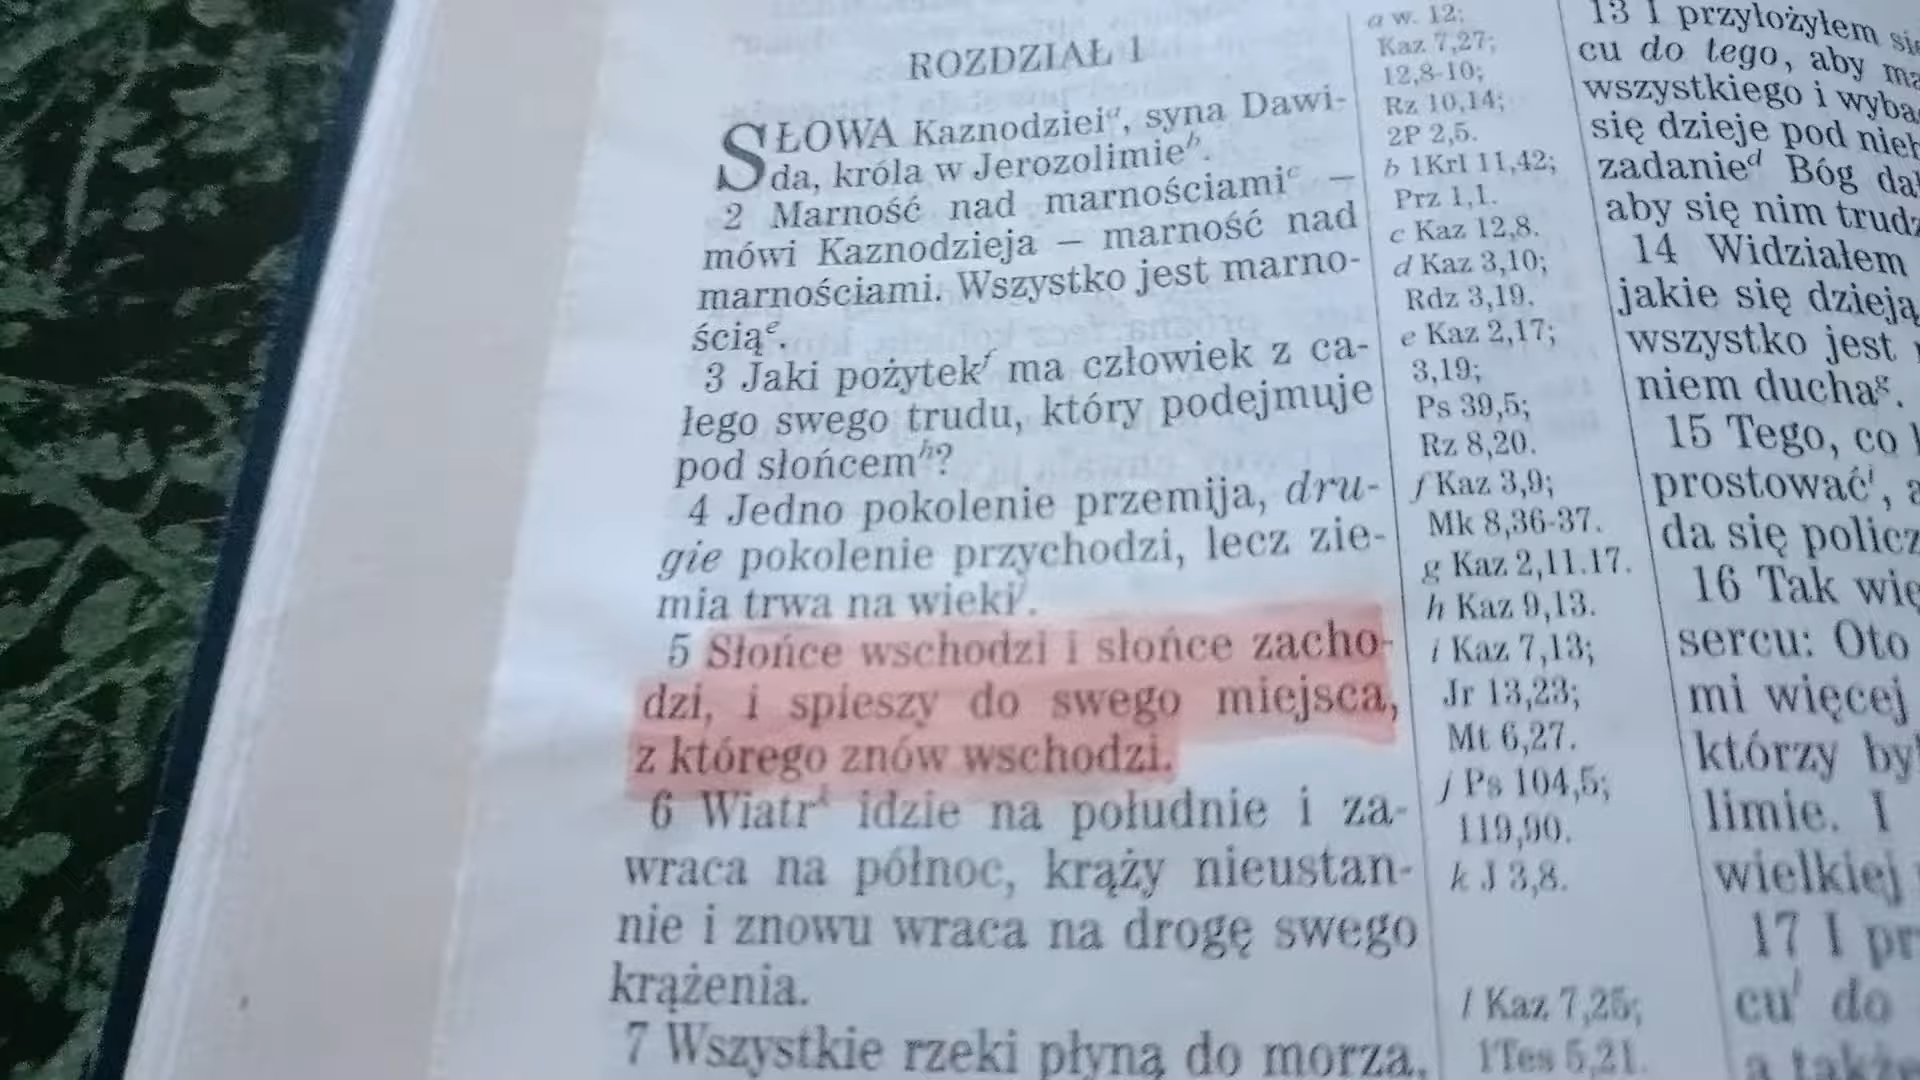 ROZDZIAŁ 1
SŁOWA Kaznodziei^a, syna Dawi-
da, króla w Jerozolimie^b.
2 Marność nad marnościami^c –
mówi Kaznodzieja – marność nad
marnościami. Wszystko jest marno-
ścią^e.
3 Jaki pożytek^f ma człowiek z ca-
łego swego trudu, który podejmuje
pod słońcem^h?
4 Jedno pokolenie przemija, dru-
gie pokolenie przychodzi, lecz zie-
mia trwa na wieki^j.
5 Słońce wschodzi i słońce zacho-
dzi, i spieszy do swego miejsca,
z którego znów wschodzi.
6 Wiatr^k idzie na południe i za-
wraca na północ, krąży nieustan-
nie i znowu wraca na drogę swego
krążenia.
7 Wszystkie rzeki płyną do morza,
a w. 12;
Kaz 7,27;
12,8-10;
Rz 10,14;
2P 2,5.
b 1Krl 11,42;
Prz 1,1.
c Kaz 12,8.
d Kaz 3,10;
Rdz 3,19.
e Kaz 2,17;
3,19;
Ps 39,5;
Rz 8,20.
f Kaz 3,9;
Mk 8,36-37.
g Kaz 2,11.17.
h Kaz 9,13.
i Kaz 7,13;
Jr 13,23;
Mt 6,27.
j Ps 104,5;
119,90.
k J 3,8.
l Kaz 7,25;
1Tes 5,21.
13 I przyłożyłem
cu do tego, aby
wszystkiego i
się dzieje pod
zadanie^d Bóg
aby się nim
14 Widziałem
jakie się dzieją
wszystko jest
niem ducha^g.
15 Tego, co
prostować^i,
da się
16 Tak
sercu: Oto
mi więcej
którzy
limie. I
wielkiej
17 I
cu^l do
a także